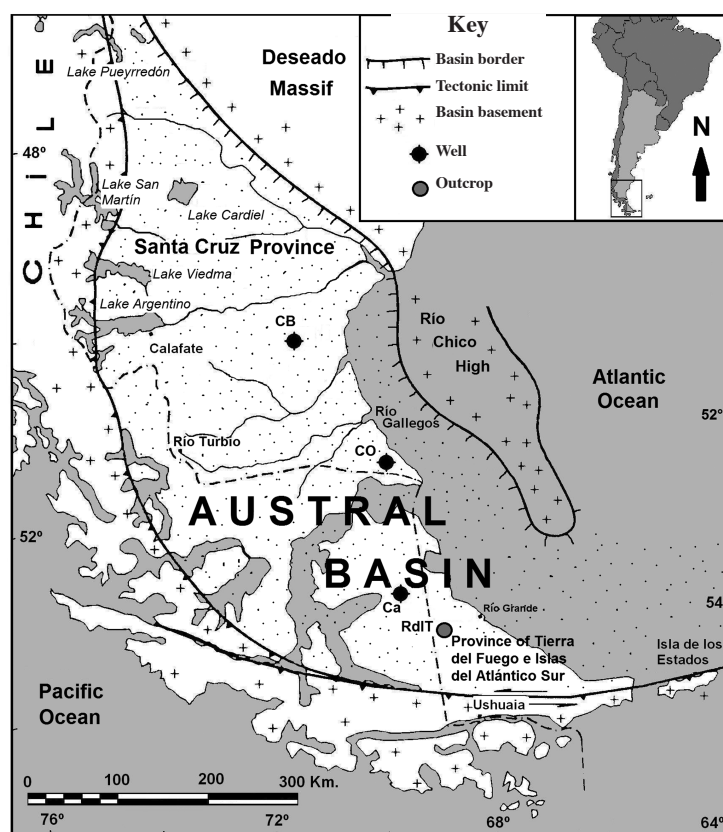 Key
Basin border
Tectonic limit
Basin basement
Well
Outcrop
N
CHiLE
Lake Pueyrredón
Deseado
Massif
48º
Lake San
Martín
Lake Cardiel
Santa Cruz Province
Lake Viedma
Lake Argentino
Calafate
CB
Río
Chico
High
Atlantic
Ocean
52º
Río
Gallegos
Río Turbio
CO
AUSTRAL
BASIN
52º
54
Ca
Río Grande
RdIT
Province of Tierra
del Fuego e Islas
del Atlántico Sur
Isla de los
Estados
Ushuaia
Pacific
Ocean
0 100 200 300 Km.
76º 72º 68º 64º